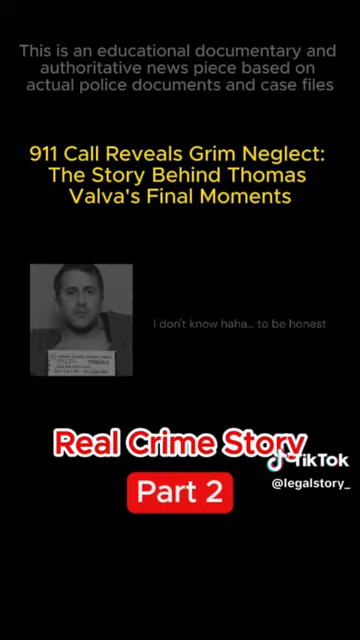 This is an educational documentary and
authoritative news piece based on
actual police documents and case files
911 Call Reveals Grim Neglect:
The Story Behind Thomas
Valva's Final Moments
I don't know haha... to be honest
Real Crime Story
TikTok
Part 2
@legalstory_